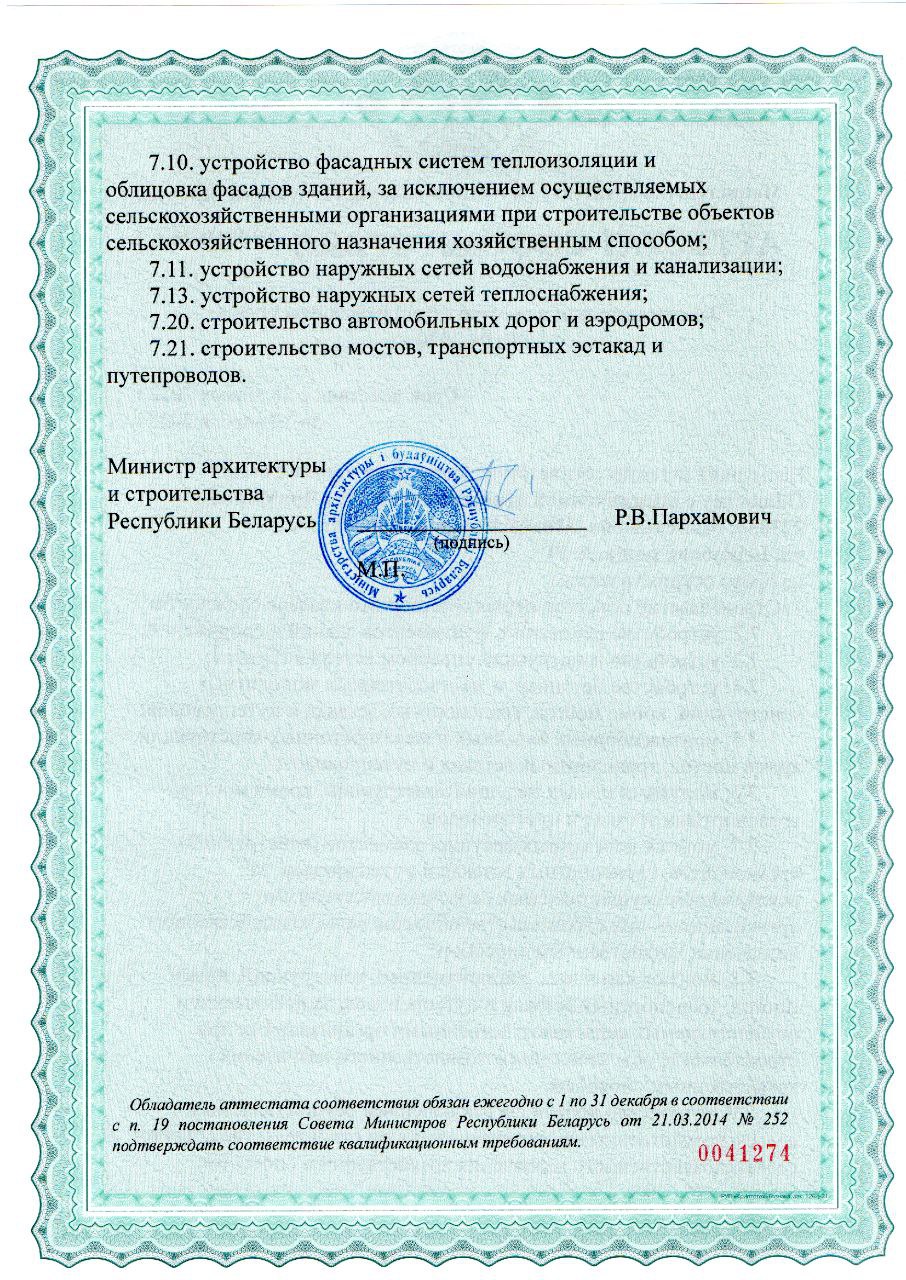 7.10. устройство фасадных систем теплоизоляции и
облицовка фасадов зданий, за исключением осуществляемых
сельскохозяйственными организациями при строительстве объектов
сельскохозяйственного назначения хозяйственным способом;
7.11. устройство наружных сетей водоснабжения и канализации;
7.13. устройство наружных сетей теплоснабжения;
7.20. строительство автомобильных дорог и аэродромов;
7.21. строительство мостов, транспортных эстакад и
путепроводов.
Министр архитектуры
и строительства
Республики Беларусь
Р.В.Пархамович
(подпись)
М.П.
Міністэрства архітэктуры і будаўніцтва Рэспублікі Беларусь
Обладатель аттестата соответствия обязан ежегодно с 1 по 31 декабря в соответствии
с п. 19 постановления Совета Министров Республики Беларусь от 21.03.2014 № 252
подтверждать соответствие квалификационным требованиям.
0041274